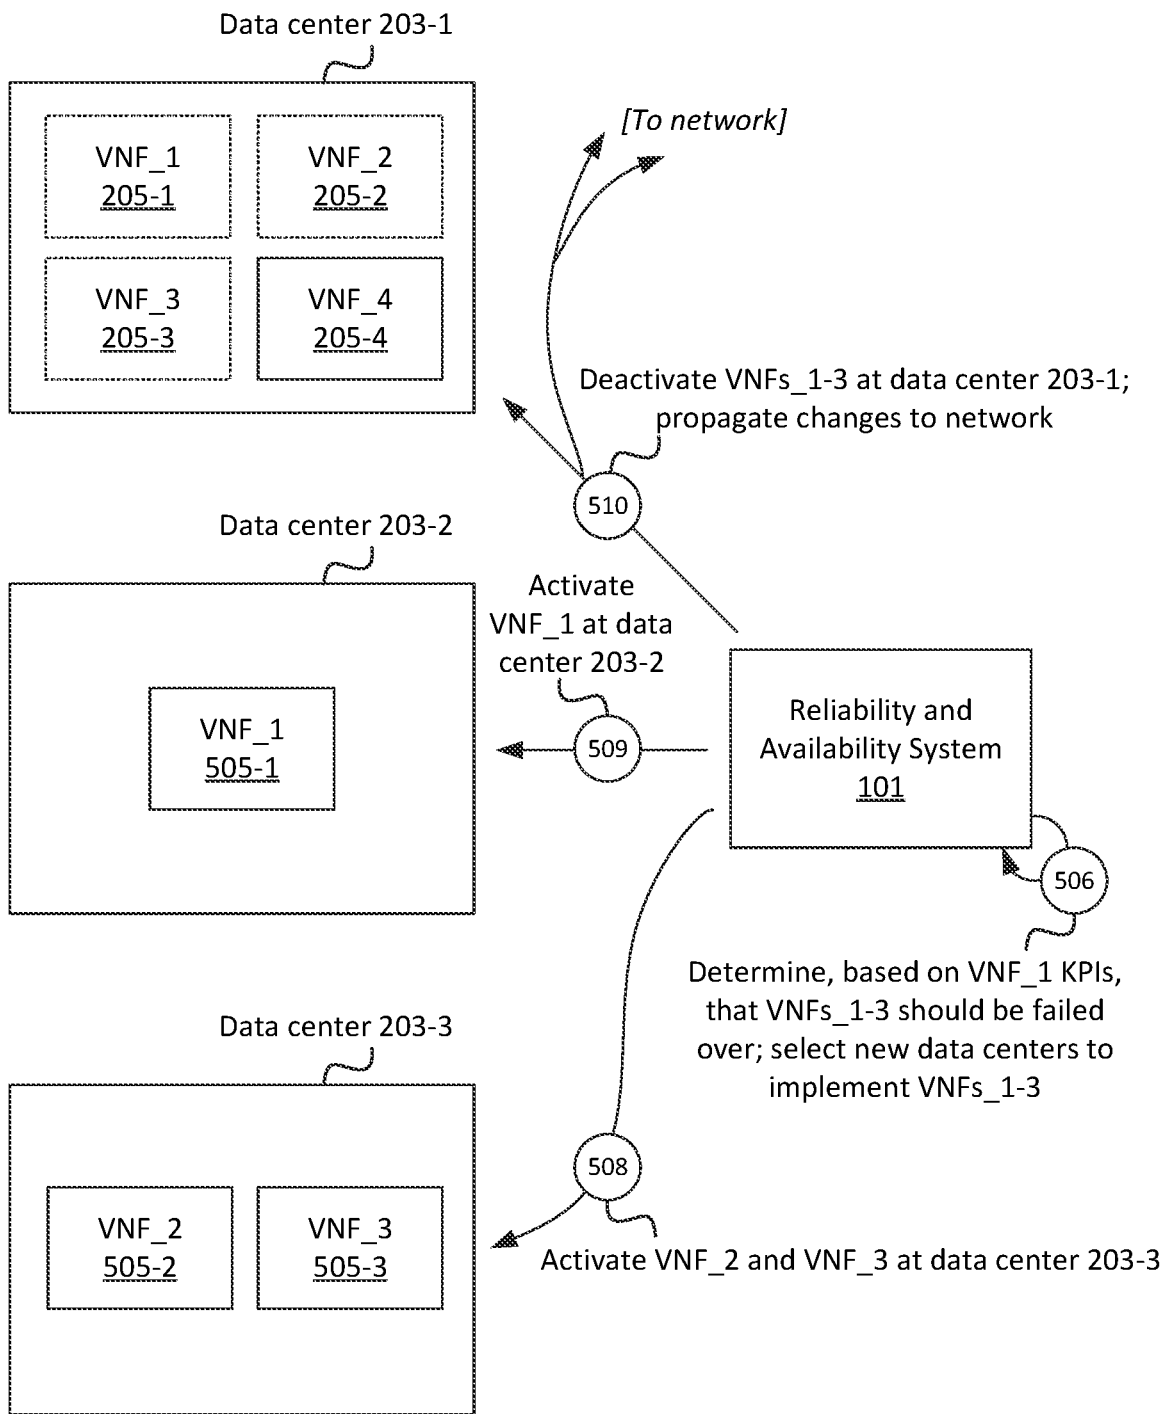 Data center 203-1
VNF_1
205-1
VNF_2
205-2
VNF_3
205-3
VNF_4
205-4
[To network]
Deactivate VNFs_1-3 at data center 203-1;
propagate changes to network
510
Data center 203-2
VNF_1
505-1
Activate
VNF_1 at data
center 203-2
509
Reliability and
Availability System
101
506
Determine, based on VNF_1 KPIs,
that VNFs_1-3 should be failed
over; select new data centers to
implement VNFs_1-3
Data center 203-3
VNF_2
505-2
VNF_3
505-3
508
Activate VNF_2 and VNF_3 at data center 203-3